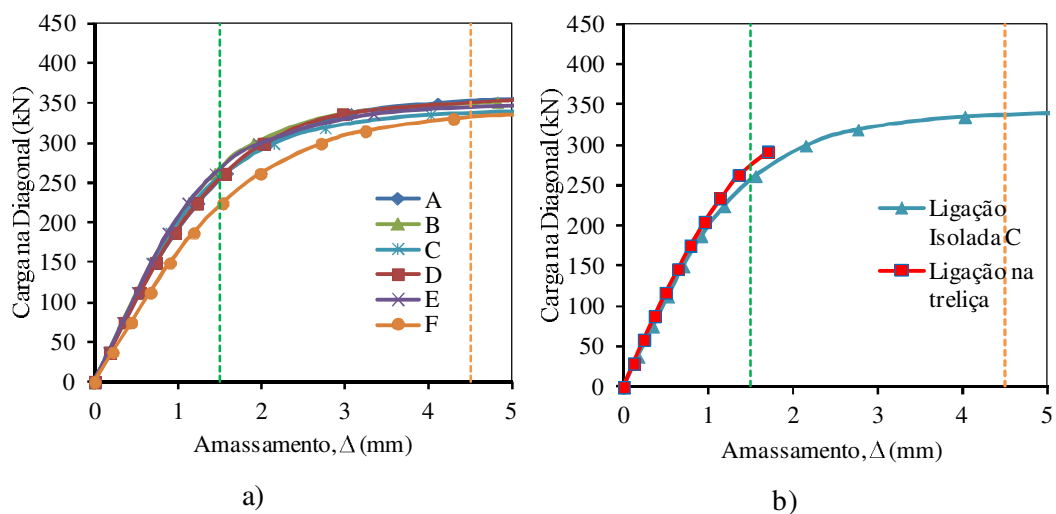 450
400
350
300
250
200
150
100
50
0
Carga na Diagonal (kN)
0 1 2 3 4 5
Amassamento, Δ (mm)
A
B
C
D
E
F
a)
450
400
350
300
250
200
150
100
50
0
Carga na Diagonal (kN)
0 1 2 3 4 5
Amassamento, Δ (mm)
Ligação
Isolada C
Ligação na
treliça
b)